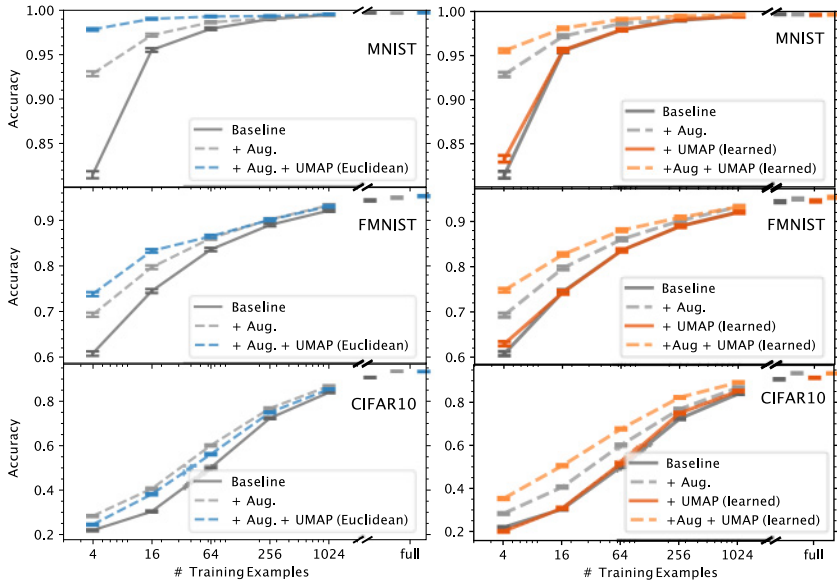 1.00
0.95
0.90
0.85
Accuracy
MNIST
Baseline
+ Aug.
+ Aug. + UMAP (Euclidean)
1.00
0.95
0.90
0.85
MNIST
Baseline
+ Aug.
+ UMAP (learned)
+Aug + UMAP (learned)
0.9
0.8
0.7
0.6
Accuracy
FMNIST
Baseline
+ Aug.
+ Aug. + UMAP (Euclidean)
0.9
0.8
0.7
0.6
FMNIST
Baseline
+ Aug.
+ UMAP (learned)
+Aug + UMAP (learned)
0.8
0.6
0.4
0.2
Accuracy
CIFAR10
Baseline
+ Aug.
+ Aug. + UMAP (Euclidean)
4 16 64 256 1024 full
# Training Examples
0.8
0.6
0.4
0.2
CIFAR10
Baseline
+ Aug.
+ UMAP (learned)
+Aug + UMAP (learned)
4 16 64 256 1024 full
# Training Examples